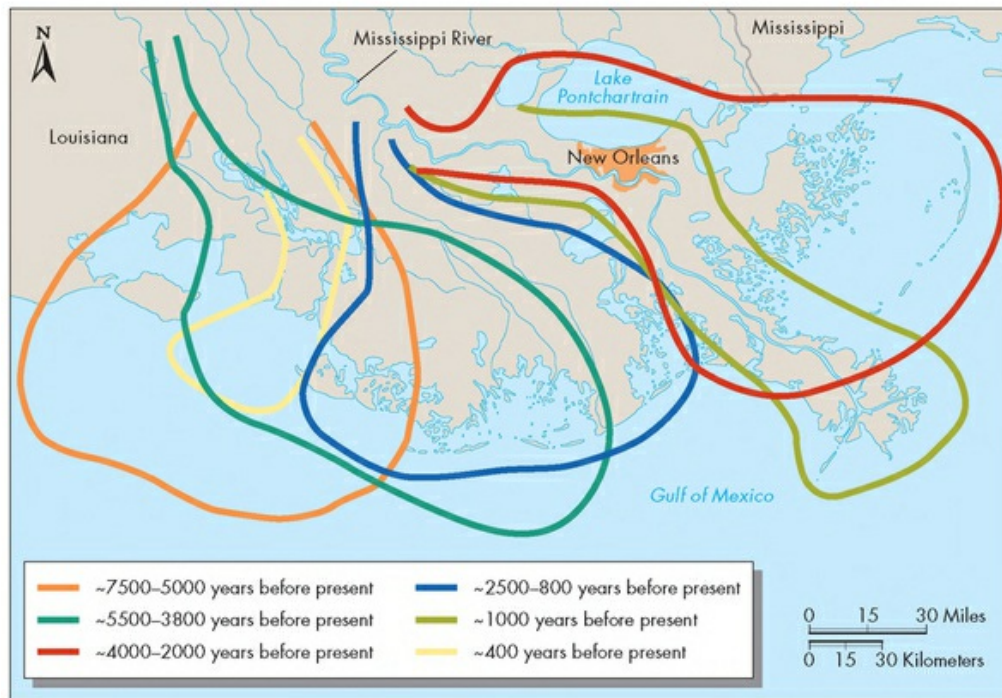 N
Mississippi River
Mississippi
Lake
Pontchartrain
Louisiana
New Orleans
Gulf of Mexico
~7500–5000 years before present
~2500–800 years before present
~5500–3800 years before present
~1000 years before present
~4000–2000 years before present
~400 years before present
0 15 30 Miles
0 15 30 Kilometers